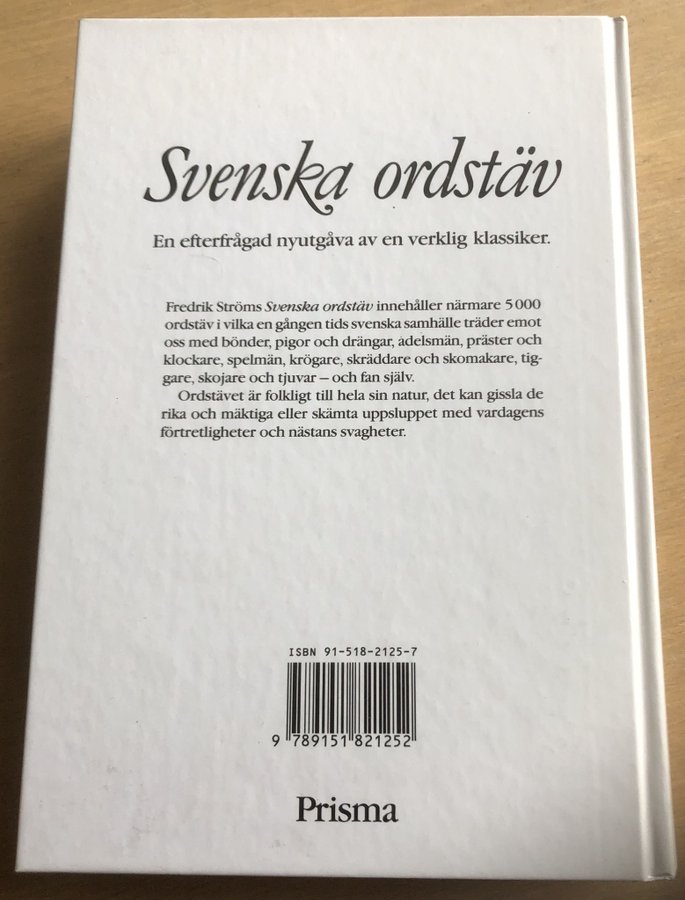 Svenska ordstäv
En efterfrågad nyutgåva av en verklig klassiker.
Fredrik Ströms Svenska ordstäv innehåller närmare 5 000
ordstäv i vilka en gången tids svenska samhälle träder emot
oss med bönder, pigor och drängar, adelsmän, präster och
klockare, spelmän, krögare, skräddare och skomakare, tig-
gare, skojare och tjuvar – och fan själv.
Ordstävet är folkligt till hela sin natur, det kan gissla de
rika och mäktiga eller skämta uppsluppet med vardagens
förtretligheter och nästans svagheter.
ISBN 91-518-2125-7
9 789151 821252
Prisma